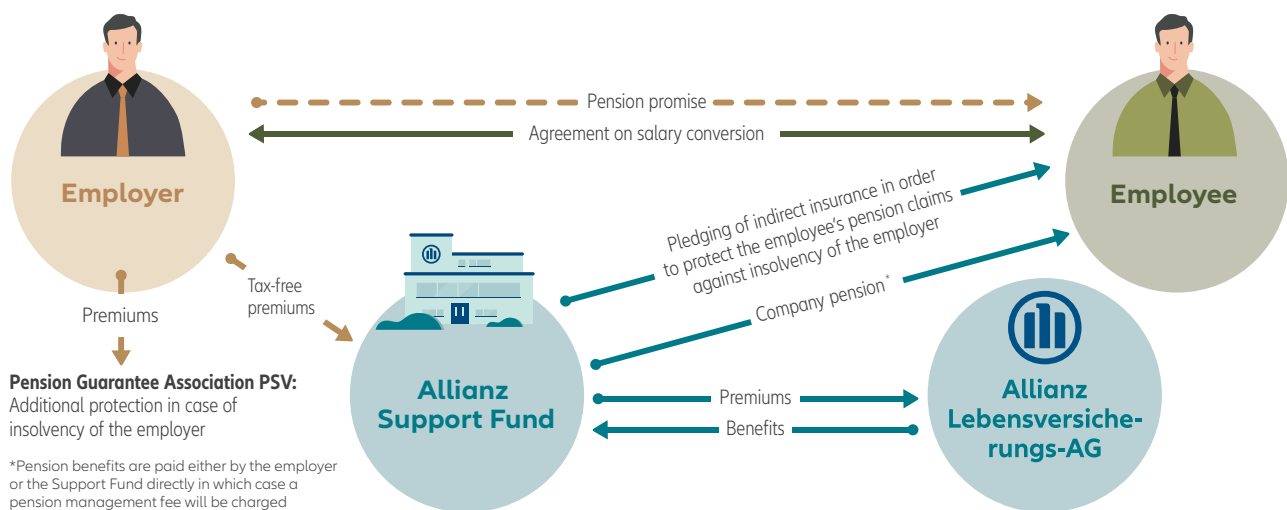 Pension promise
Agreement on salary conversion
Employer
Employee
Pledging of indirect insurance in order
to protect the employee's pension claims
against insolvency of the employer
Company pension*
Tax-free
premiums
Premiums
Pension Guarantee Association PSV:
Additional protection in case of
insolvency of the employer
*Pension benefits are paid either by the employer
or the Support Fund directly in which case a
pension management fee will be charged
Allianz
Support Fund
Premiums
Benefits
Allianz
Lebensversiche-
rungs-AG